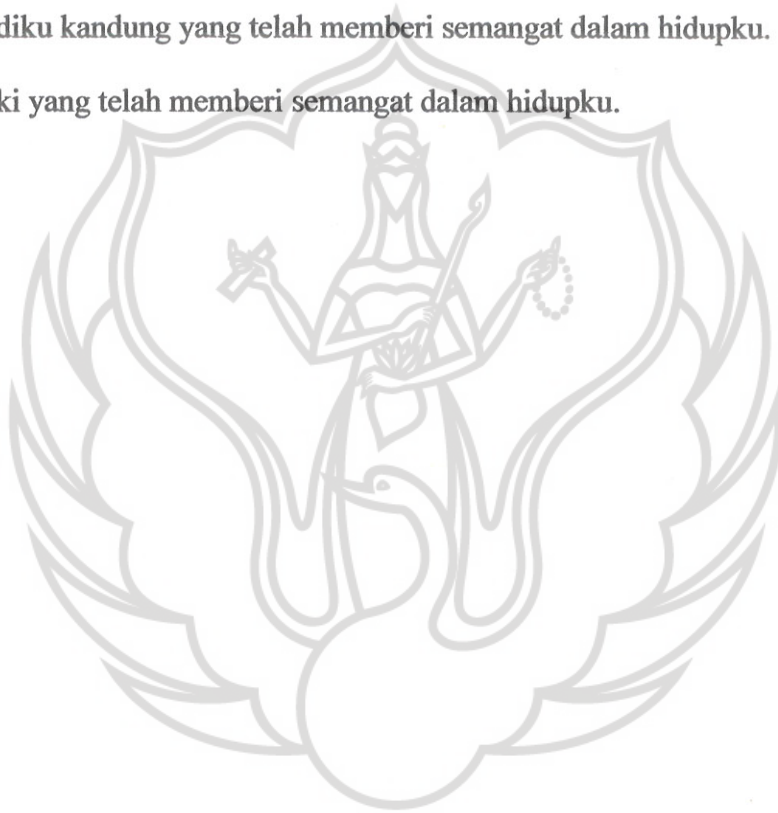 diku kandung yang telah memberi semangat dalam hidupku.
ki yang telah memberi semangat dalam hidupku.